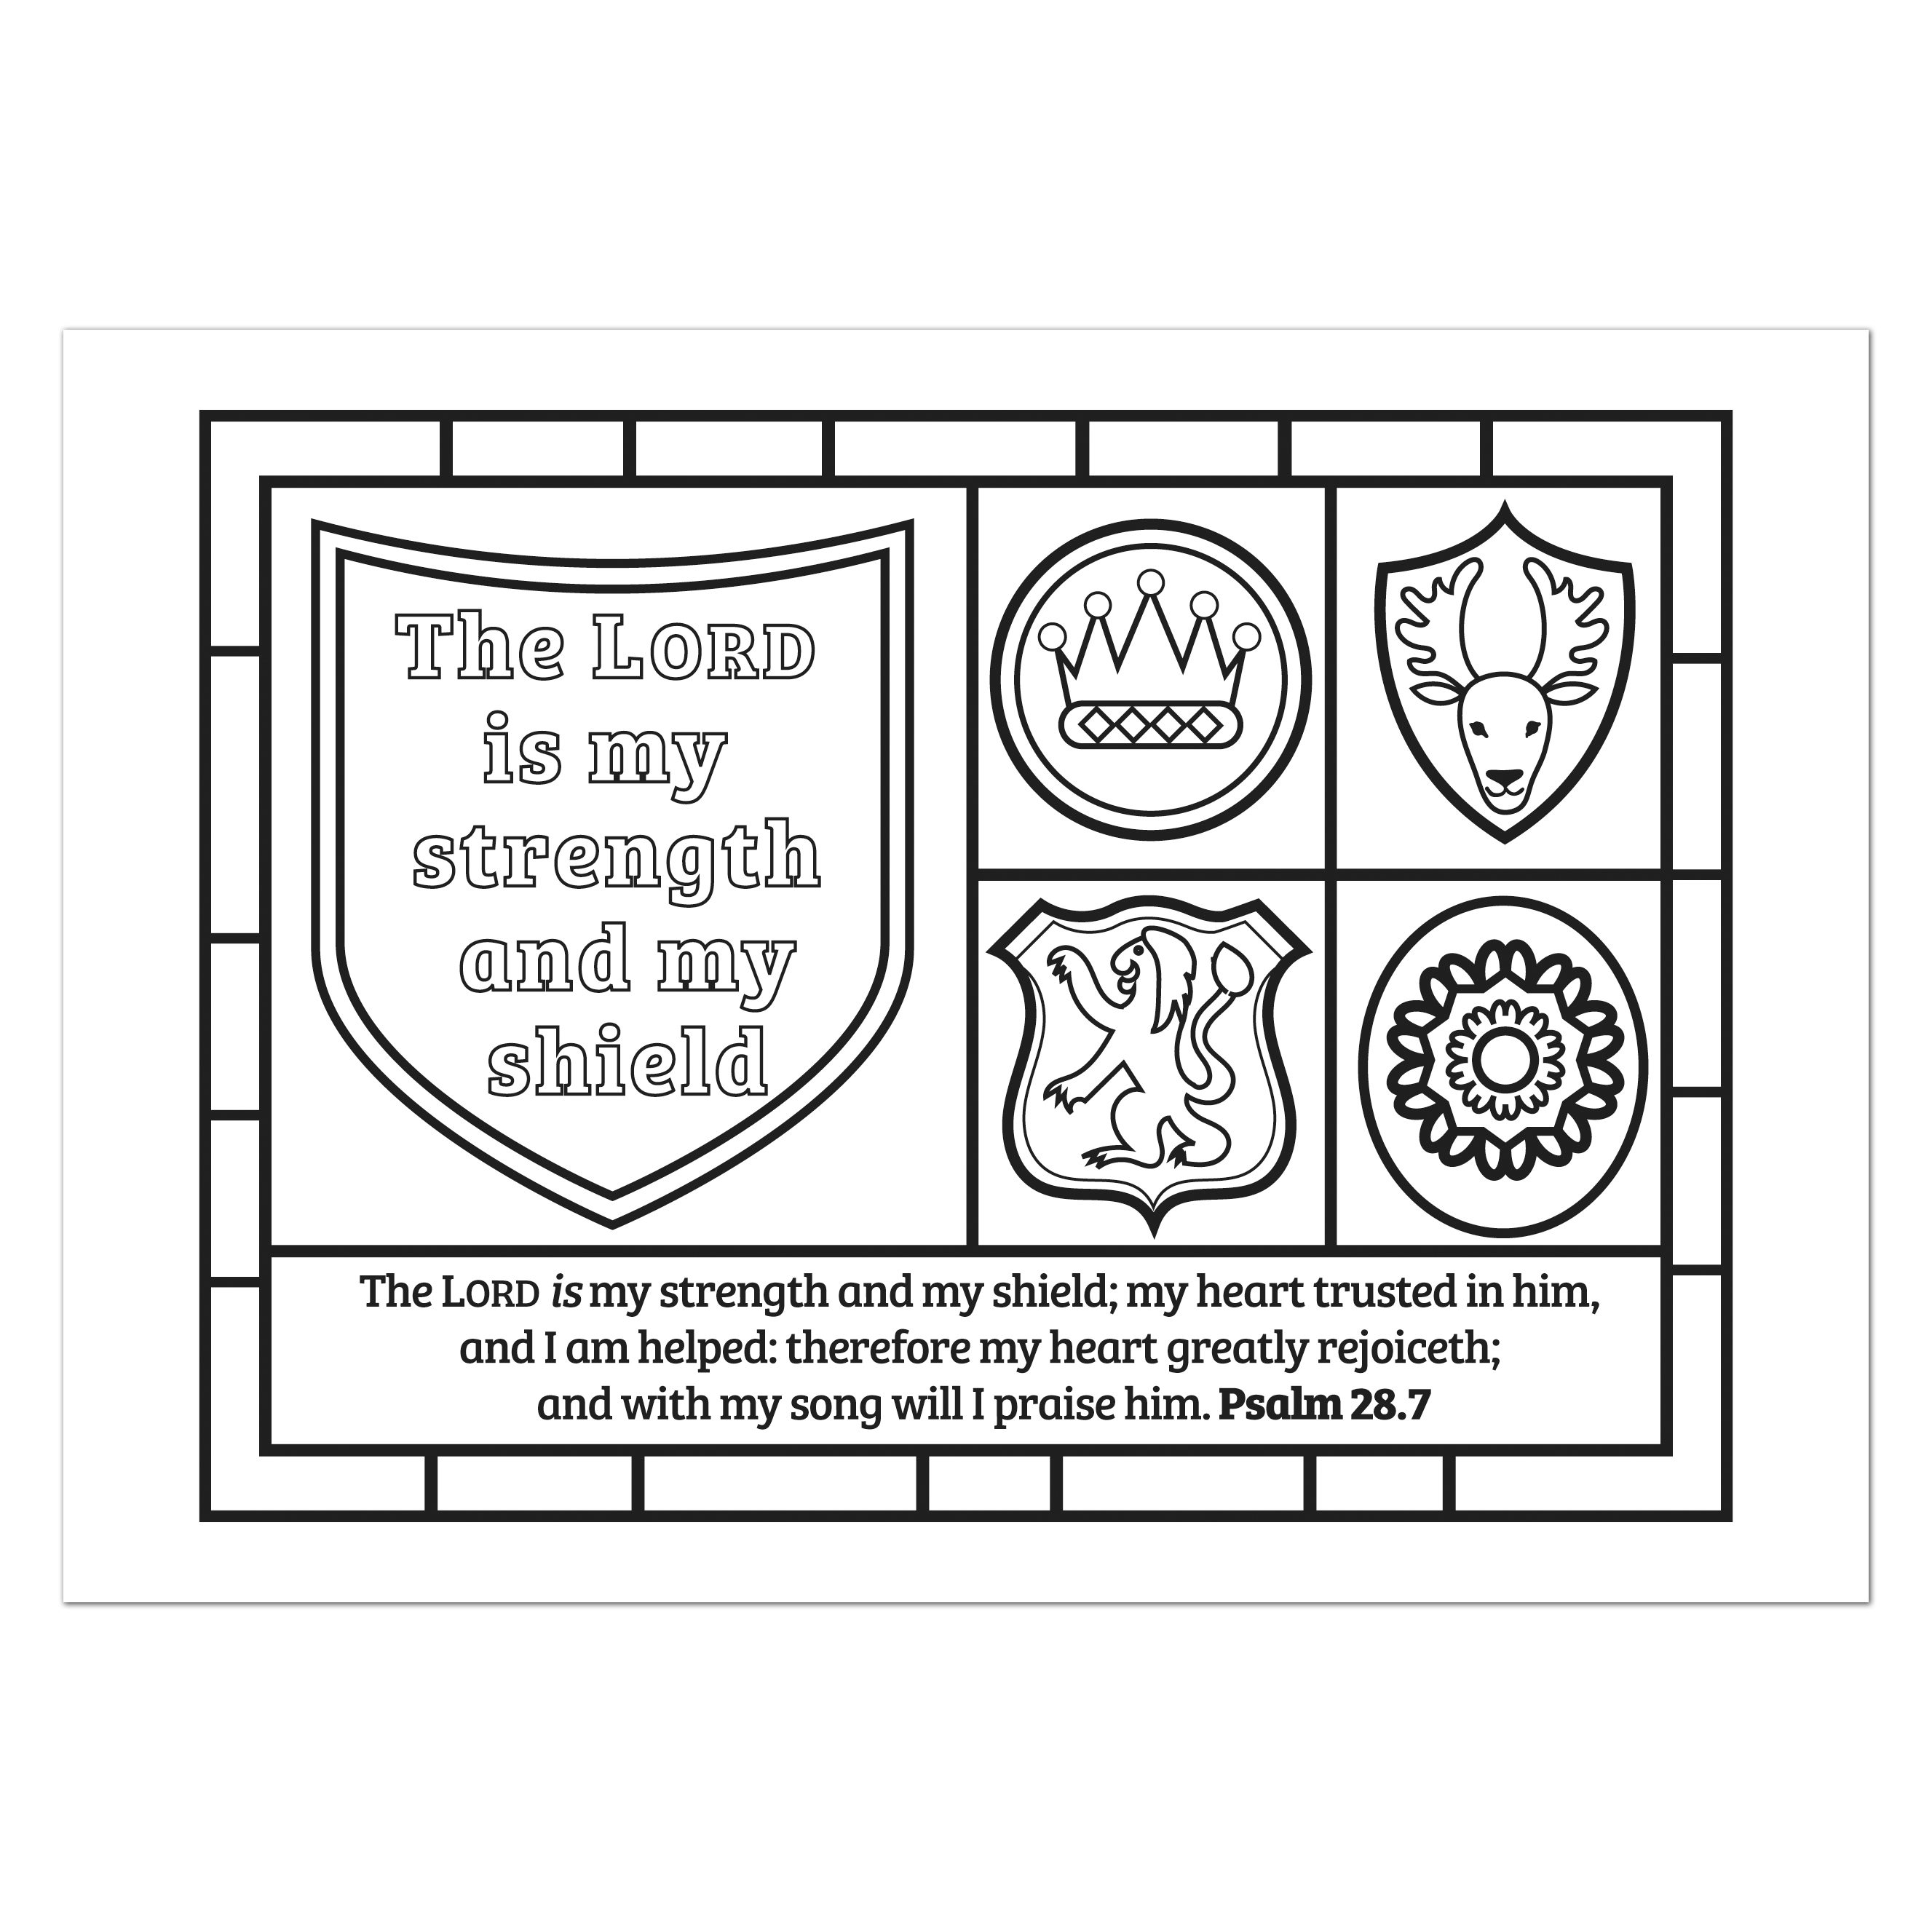 The LORD
is my
strength
and my
shield
The LORD is my strength and my shield; my heart trusted in him,
and I am helped: therefore my heart greatly rejoiceth;
and with my song will I praise him. Psalm 28.7